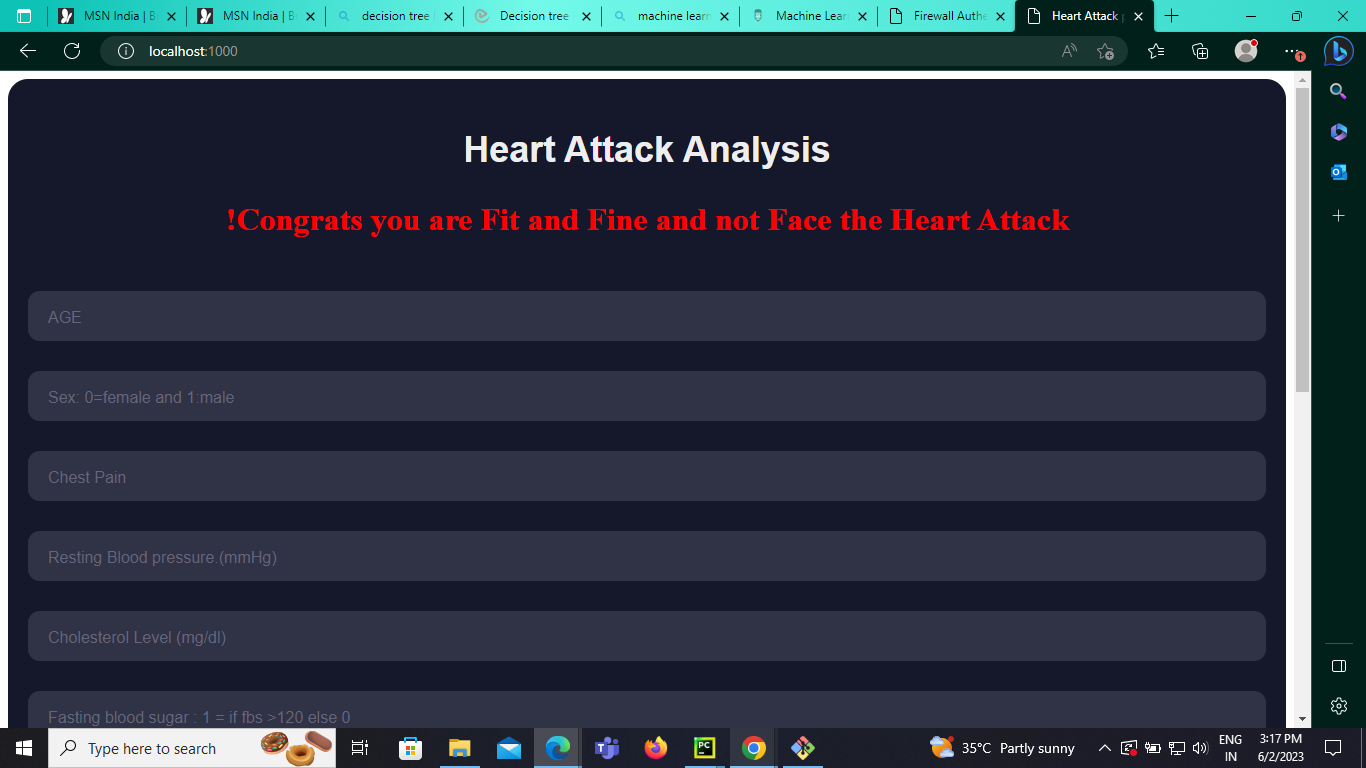 MSN India | B
MSN India | B
decision tree
Decision tree
machine learn
Machine Lear
Firewall Authe
Heart Attack
localhost:1000
Heart Attack Analysis
!Congrats you are Fit and Fine and not Face the Heart Attack
AGE
Sex: 0=female and 1:male
Chest Pain
Resting Blood pressure.(mmHg)
Cholesterol Level (mg/dl)
Fasting blood sugar : 1 = if fbs >120 else 0
Type here to search
35°C Partly sunny
ENG
IN
3:17 PM
6/2/2023